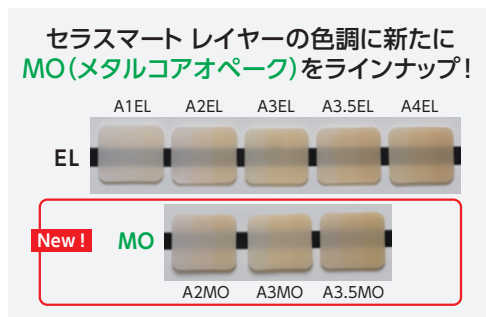 セラスマート レイヤーの色調に新たに
MO(メタルコアオペーク)をラインナップ!
A1EL A2EL A3EL A3.5EL A4EL
EL
New! MO
A2MO A3MO A3.5MO